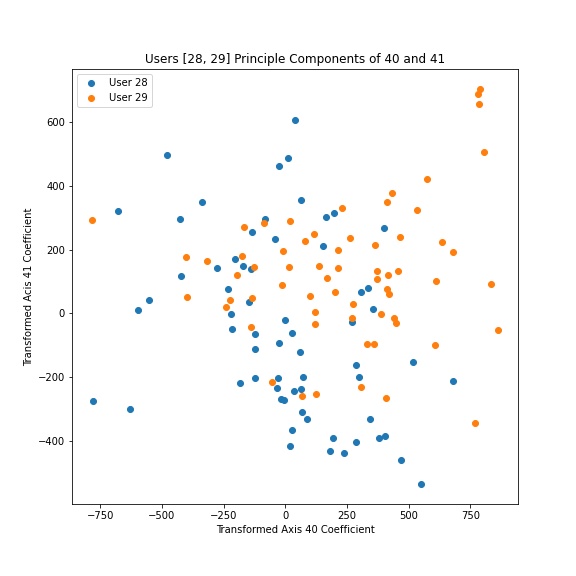 Users [28, 29] Principle Components of 40 and 41
User 28
User 29
600
400
200
0
−200
−400
Transformed Acis 41 Coefficient
−750
−500
−250
0
250
500
750
Transformed Axis 40 Coefficient